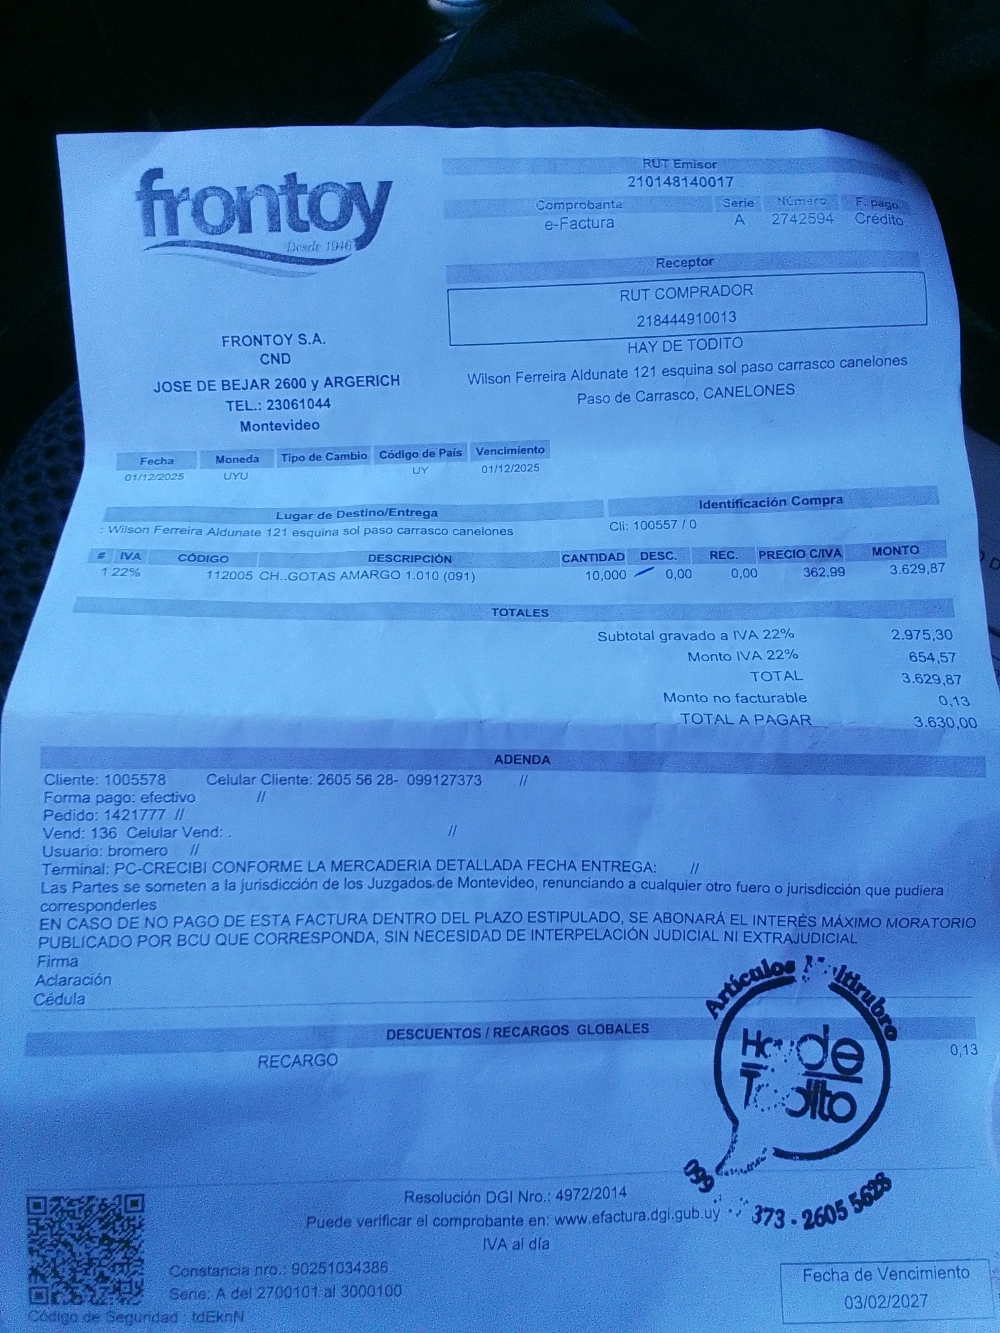 frontoy
Desde 1946
FRONTOY S.A.
CND
JOSE DE BEJAR 2600 y ARGERICH
TEL.: 23061044
Montevideo
RUT Emisor
210148140017
Comprobanta Serie Número F. pago
e-Factura A 2742594 Crédito
Receptor
RUT COMPRADOR
218444910013
HAY DE TODITO
Wilson Ferreira Aldunate 121 esquina sol paso carrasco canelones
Paso de Carrasco, CANELONES
Fecha Moneda Tipo de Cambio Código de País Vencimiento
01/12/2025 UYU UY 01/12/2025
Lugar de Destino/Entrega Identificación Compra
: Wilson Ferreira Aldunate 121 esquina sol paso carrasco canelones Cli: 100557 / 0
# IVA CÓDIGO DESCRIPCIÓN CANTIDAD DESC. REC. PRECIO C/IVA MONTO
1 22% 112005 CH..GOTAS AMARGO 1.010 (091) 10,000 0,00 0,00 362,99 3.629,87
TOTALES
Subtotal gravado a IVA 22% 2.975,30
Monto IVA 22% 654,57
TOTAL 3.629,87
Monto no facturable 0,13
TOTAL A PAGAR 3.630,00
ADENDA
Cliente: 1005578 Celular Cliente: 2605 56 28- 099127373 //
Forma pago: efectivo //
Pedido: 1421777 //
Vend: 136 Celular Vend: . //
Usuario: bromero //
Terminal: PC-CRECIBI CONFORME LA MERCADERIA DETALLADA FECHA ENTREGA: //
Las Partes se someten a la jurisdicción de los Juzgados de Montevideo, renunciando a cualquier otro fuero o jurisdicción que pudiera
corresponderles
EN CASO DE NO PAGO DE ESTA FACTURA DENTRO DEL PLAZO ESTIPULADO, SE ABONARÁ EL INTERÉS MÁXIMO MORATORIO
PUBLICADO POR BCU QUE CORRESPONDA, SIN NECESIDAD DE INTERPELACIÓN JUDICIAL NI EXTRAJUDICIAL
Firma
Aclaración
Cédula
DESCUENTOS / RECARGOS GLOBALES
RECARGO 0,13
Artículos Multirubro
Hay de
Todito
099 373 - 2605 5628
Resolución DGI Nro.: 4972/2014
Puede verificar el comprobante en: www.efactura.dgi.gub.uy
IVA al día
Constancia nro.: 90251034386
Serie: A del 2700101 al 3000100
Código de Seguridad : tdEknN
Fecha de Vencimiento
03/02/2027